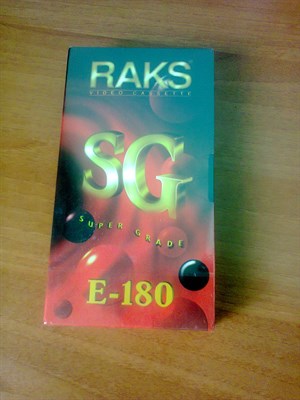 RAKS
VIDEO CASSETTE
SG
SUPER GRADE
E-180